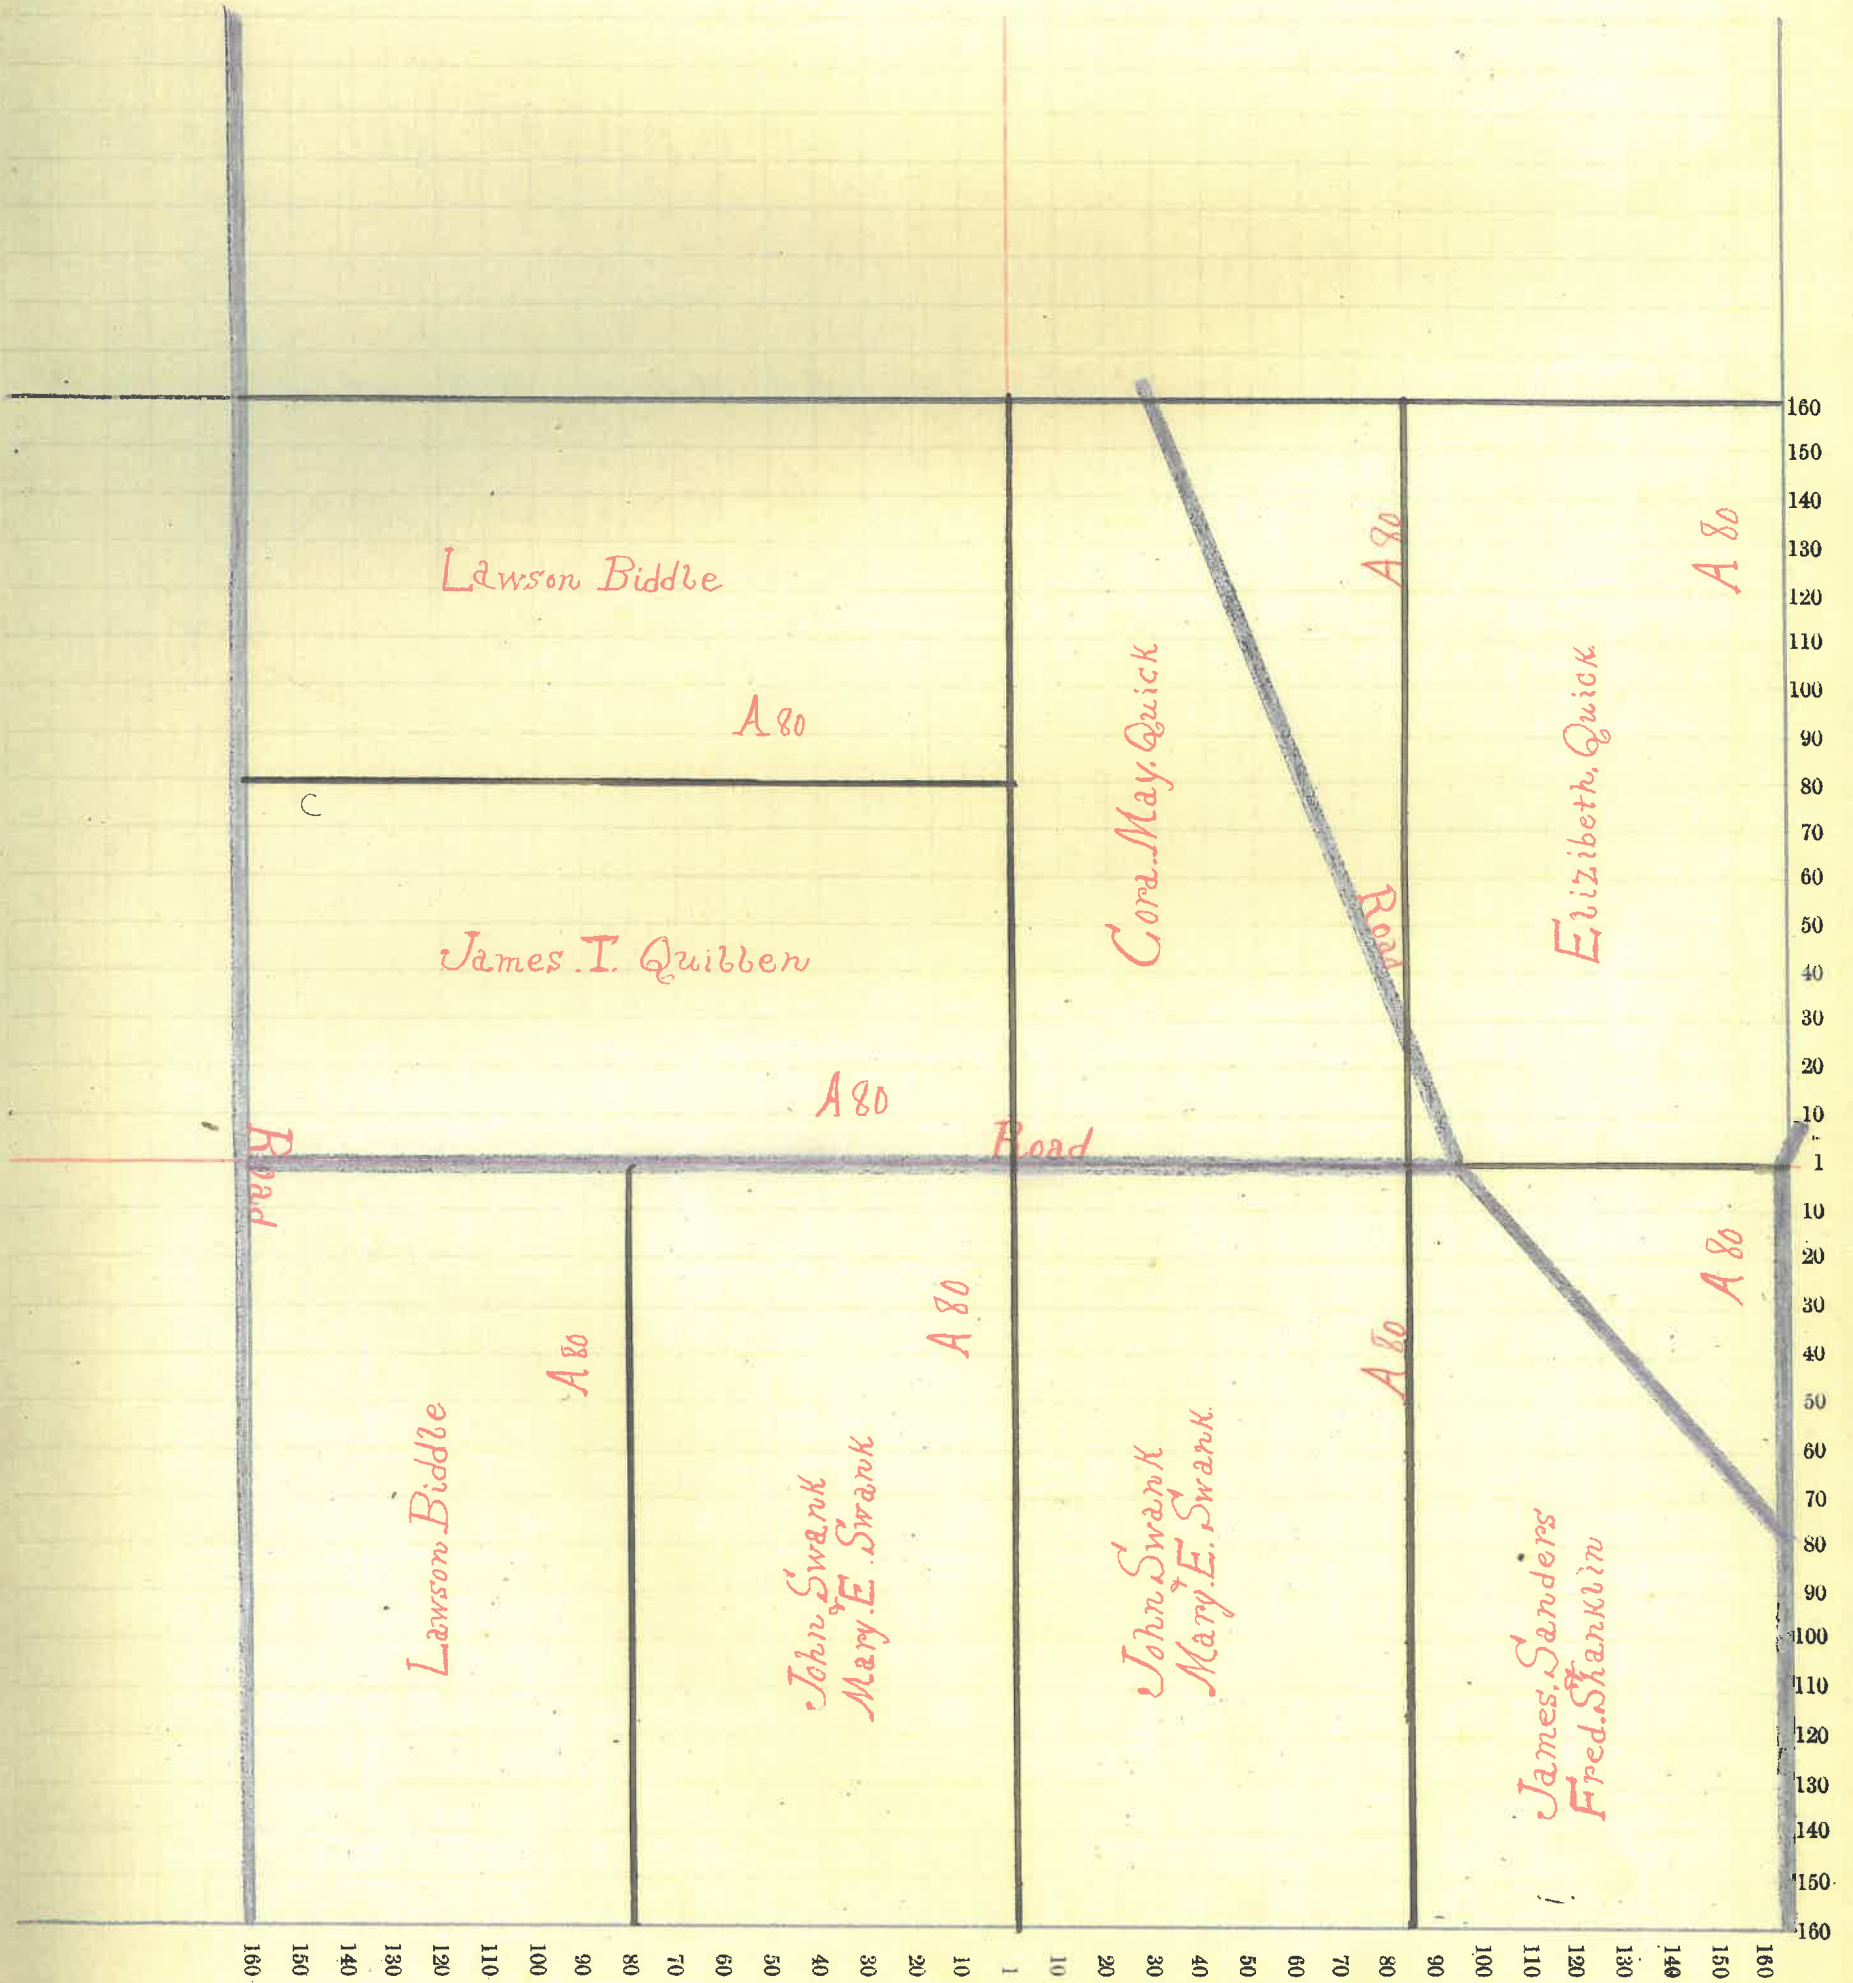 Lawson Biddle
A 80
James. I. Quillen
A 80
Cora. May. Quick
A 80
Road
Elizibeth. Quick
A 80
Road
Road
Lawson Biddle
A 80
John Swank
&
Mary. E. Swank
A 80
John Swank
&
Mary. E. Swank.
A 80
James. Sanders
&
Fred. Shanklin
A 80
C
160
150
140
130
120
110
100
90
80
70
60
50
40
30
20
10
1
10
20
30
40
50
60
70
80
90
100
110
120
130
140
150
160
160 150 140 130 120 110 100 90 80 70 60 50 40 30 20 10 1 10 20 30 40 50 60 70 80 90 100 110 120 130 140 150 160